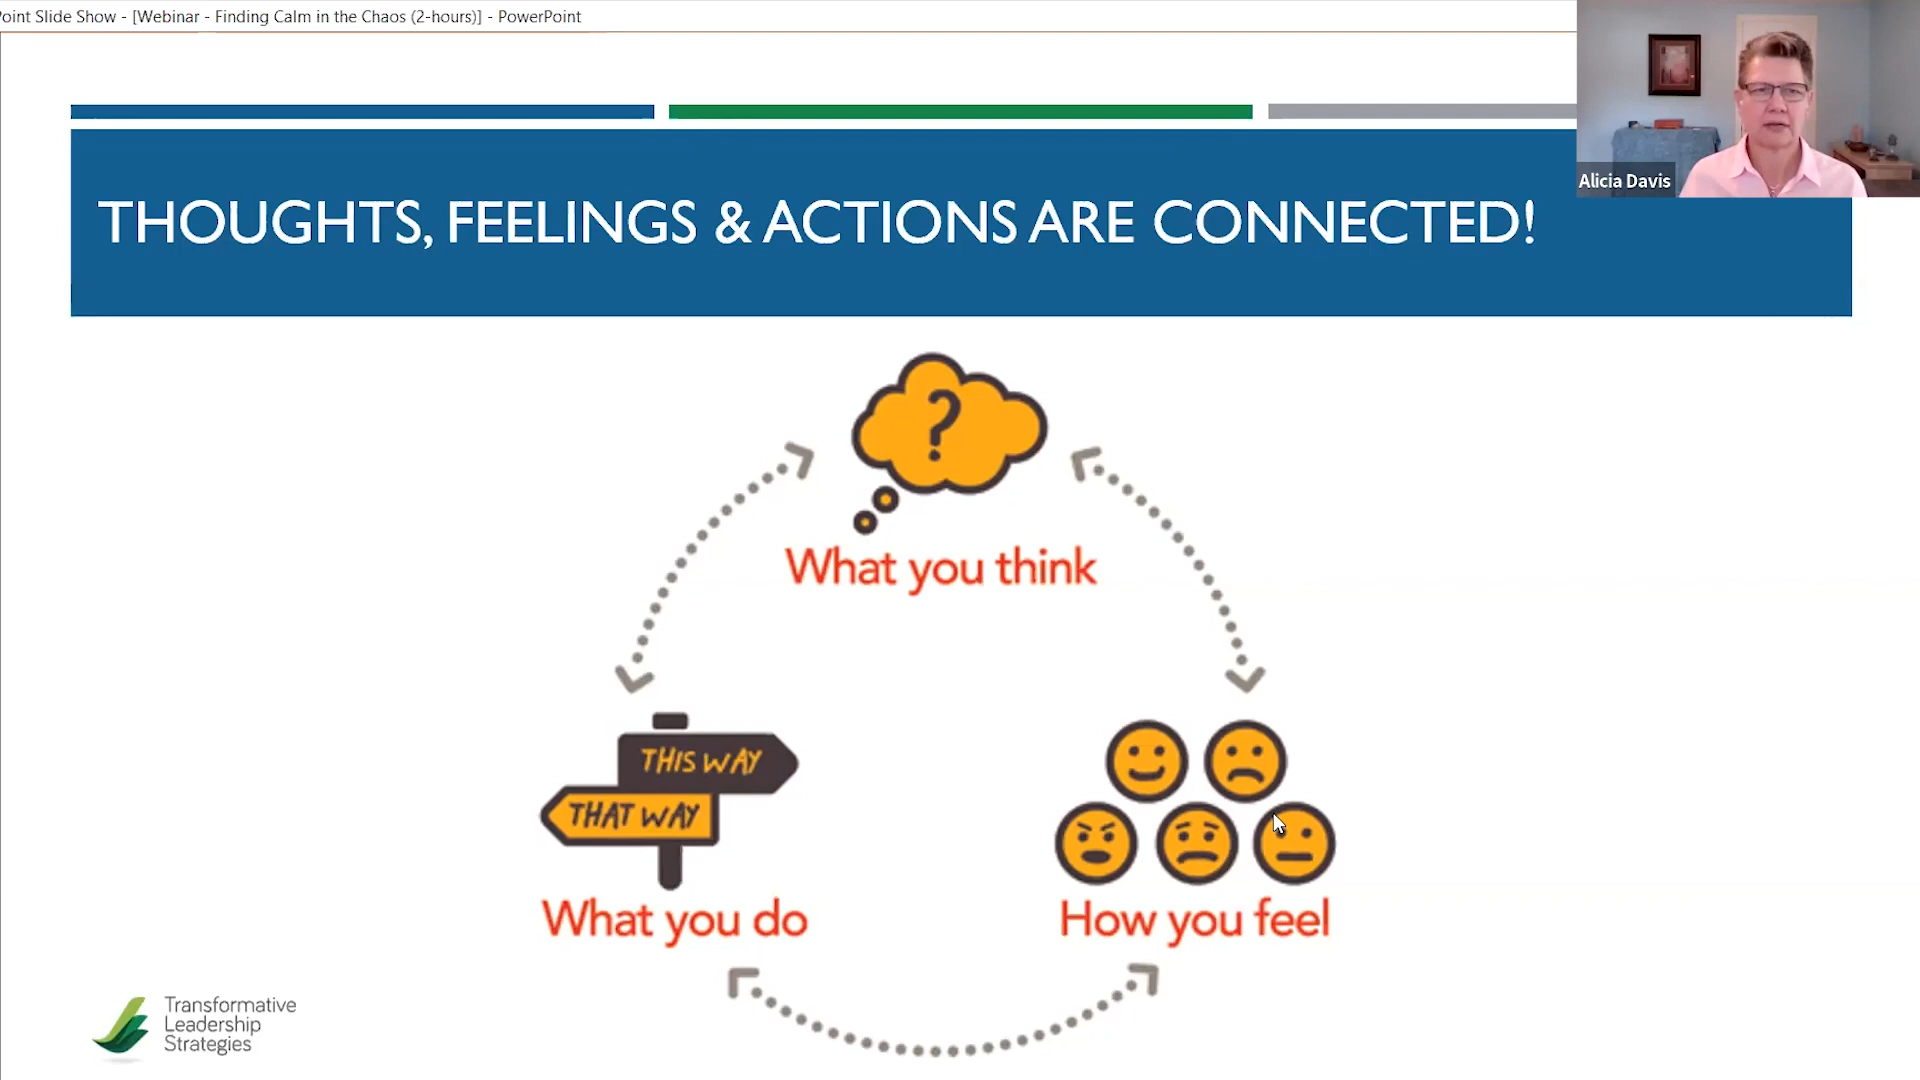 Point Slide Show - [Webinar - Finding Calm in the Chaos (2-hours)] - PowerPoint
Alicia Davis
THOUGHTS, FEELINGS & ACTIONS ARE CONNECTED!
?
What you think
THIS WAY
THAT WAY
What you do
How you feel
Transformative
Leadership
Strategies